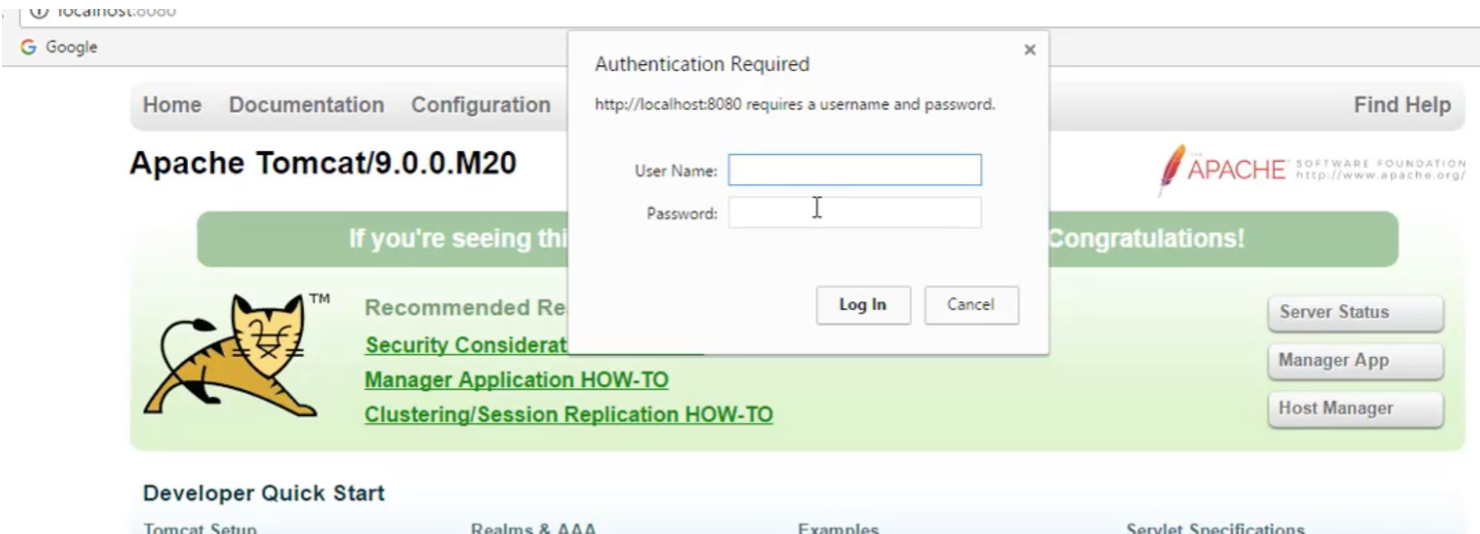 localhost:8080
Google
Authentication Required
http://localhost:8080 requires a username and password.
User Name:
Password:
Log In Cancel
Home Documentation Configuration Find Help
Apache Tomcat/9.0.0.M20
THE APACHE SOFTWARE FOUNDATION
http://www.apache.org/
If you're seeing thi Congratulations!
TM
Recommended Re
Security Considerat
Manager Application HOW-TO
Clustering/Session Replication HOW-TO
Server Status
Manager App
Host Manager
Developer Quick Start
Tomcat Setup Realms & AAA Examples Servlet Specifications